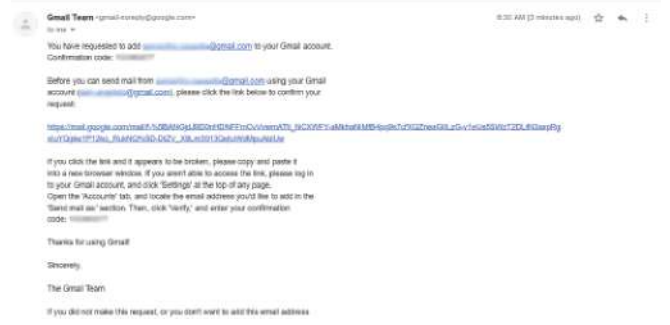 Gmail Team <gmail-noreply@google.com>
8:30 AM (3 minutes ago)
to me
You have requested to add @gmail.com to your Gmail account.
Confirmation code:
Before you can send mail from @gmail.com using your Gmail
account ( @gmail.com), please click the link below to confirm your
request:
If you click the link and it appears to be broken, please copy and paste it
into a new browser window. If you aren't able to access the link, please log in
to your Gmail account, and click 'Settings' at the top of any page.
Open the 'Accounts' tab, and locate the email address you'd like to add in the
'Send mail as:' section. Then, click 'Verify,' and enter your confirmation
code:
Thanks for using Gmail!
Sincerely,
The Gmail Team
If you did not make this request, or you don't want to add this email address